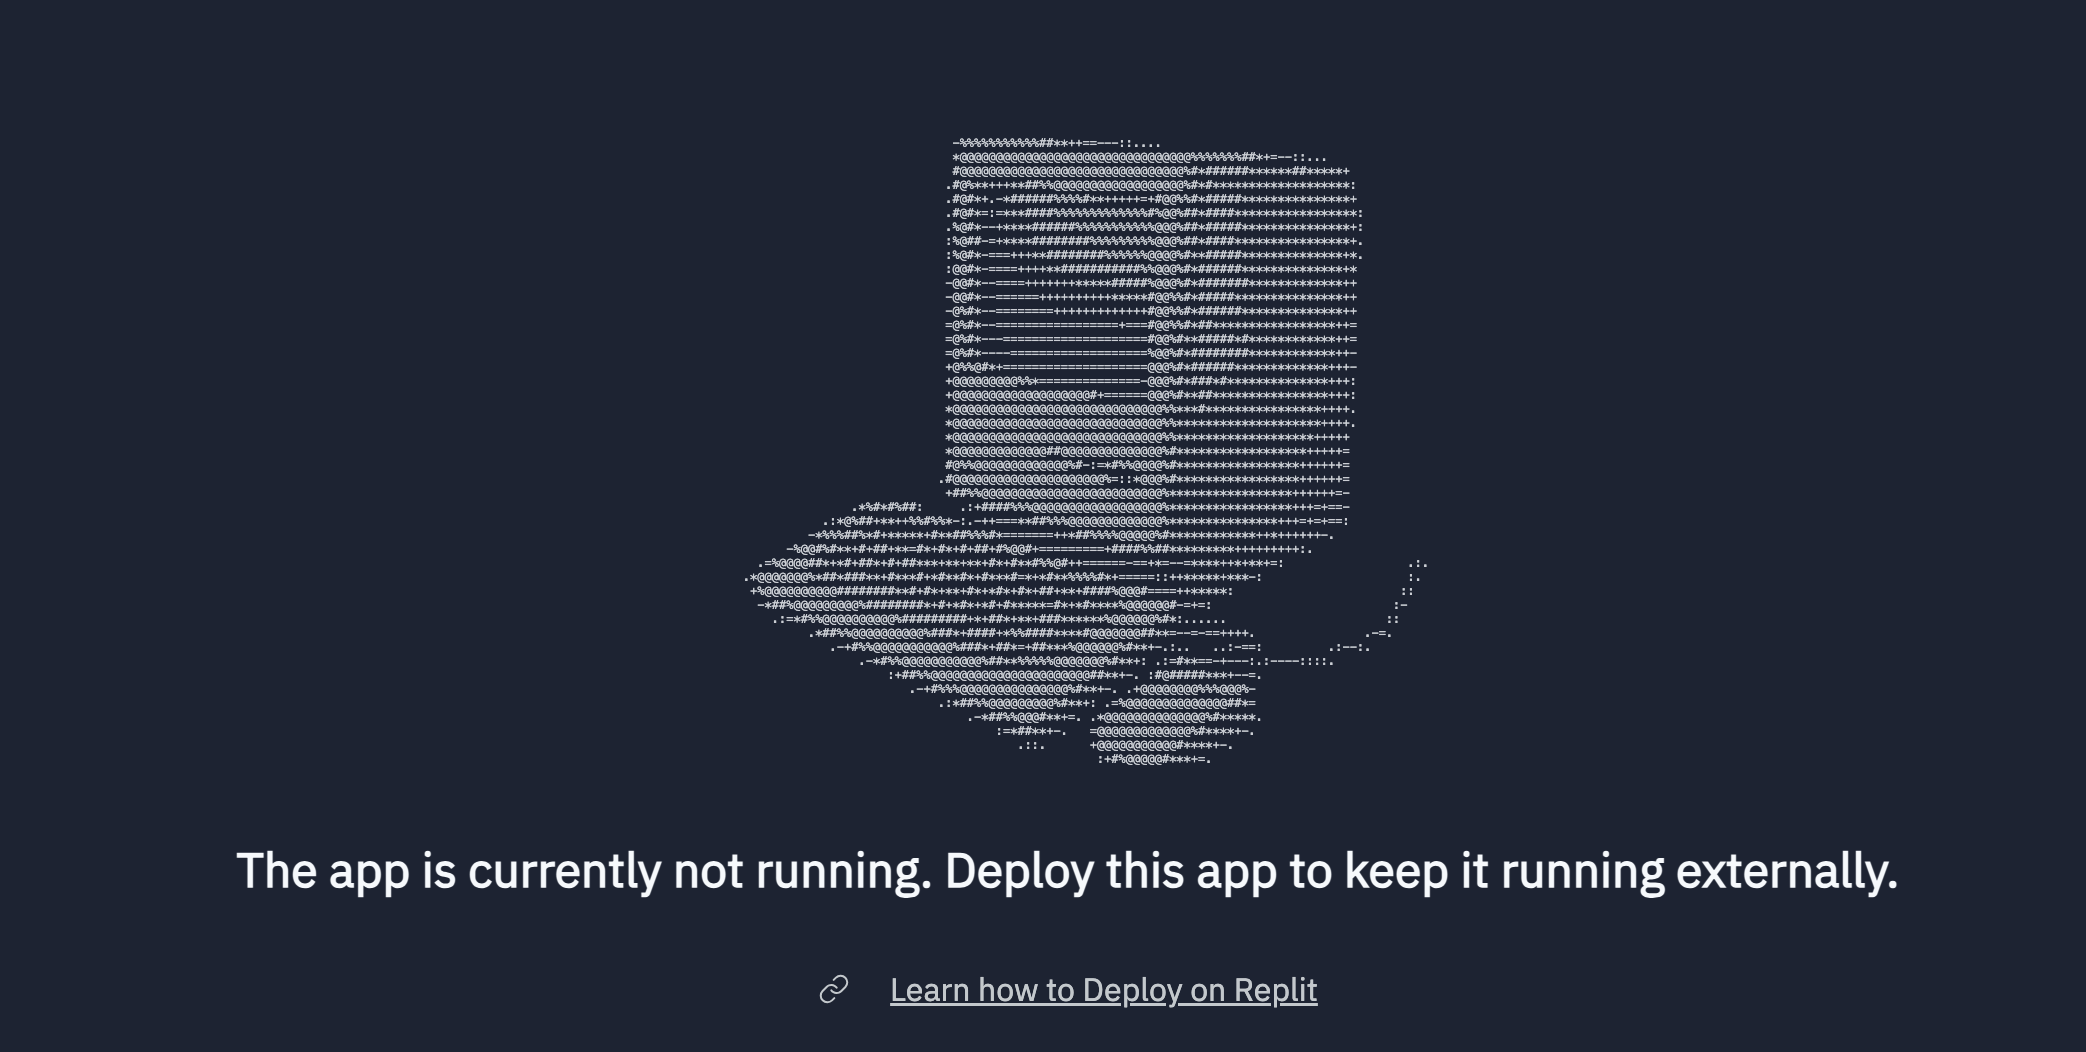 The app is currently not running. Deploy this app to keep it running externally.
Learn how to Deploy on Replit